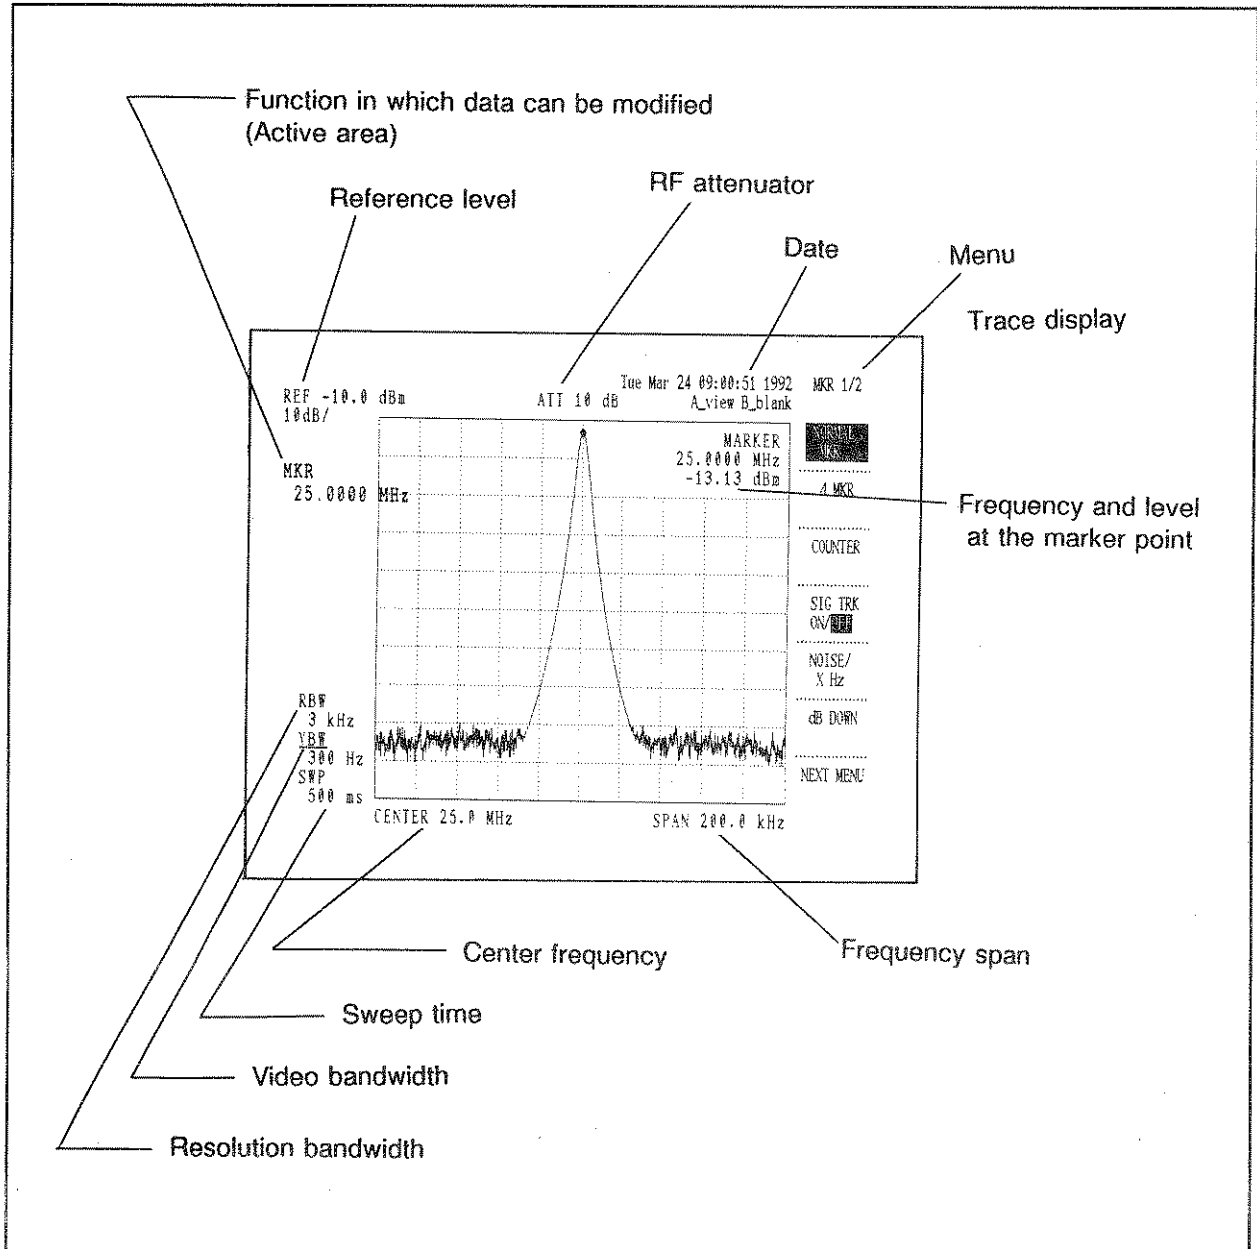 Function in which data can be modified
(Active area)
Reference level
RF attenuator
Date
Menu
Trace display
REF -10.0 dBm
10dB/
ATT 10 dB
Tue Mar 24 09:00:51 1992
A_view B_blank
MKR 1/2
MKR
25.0000 MHz
MARKER
25.0000 MHz
-13.13 dBm
Δ MKR
COUNTER
SIG TRK
ON/OFF
NOISE/
X Hz
dB DOWN
NEXT MENU
Frequency and level
at the marker point
RBW
3 kHz
VBW
300 Hz
SWP
500 ms
CENTER 25.0 MHz
SPAN 200.0 kHz
Center frequency
Frequency span
Sweep time
Video bandwidth
Resolution bandwidth